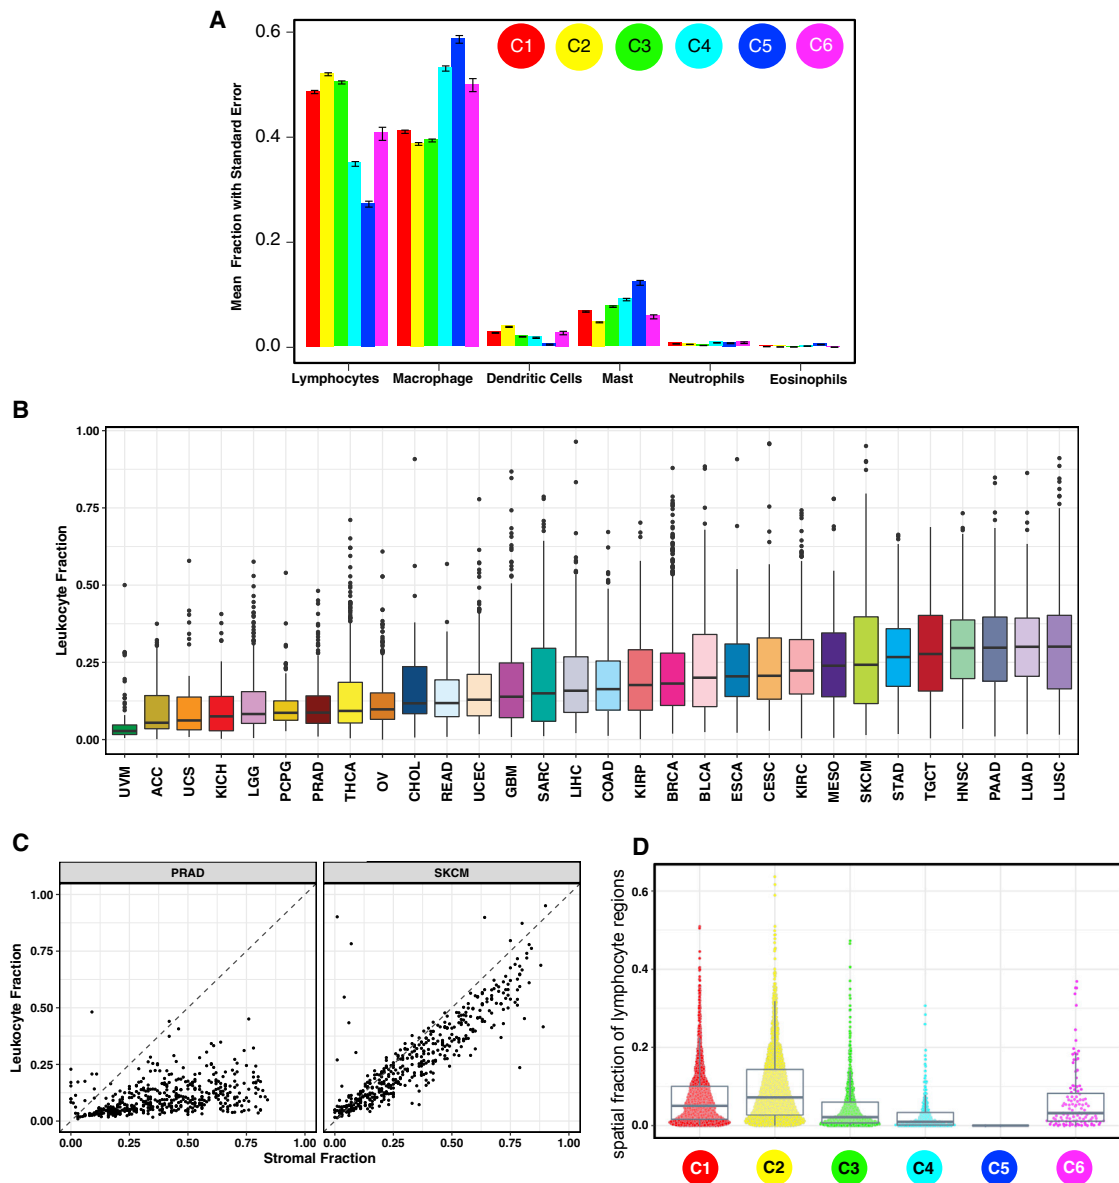 A
C1 C2 C3 C4 C5 C6
Mean Fraction with Standard Error
0.6
0.4
0.2
0.0
Lymphocytes Macrophage Dendritic Cells Mast Neutrophils Eosinophils
B
Leukocyte Fraction
1.00
0.75
0.50
0.25
0.00
UVM ACC UCS KICH LGG PCPG PRAD THCA OV CHOL READ UCEC GBM SARC LIHC COAD KIRP BRCA BLCA ESCA CESC KIRC MESO SKCM STAD TGCT HNSC PAAD LUAD LUSC
C
PRAD SKCM
Leukocyte Fraction
1.00
0.75
0.50
0.25
0.00
0.00 0.25 0.50 0.75 1.00 0.00 0.25 0.50 0.75 1.00
Stromal Fraction
D
spatial fraction of lymphocyte regions
0.6
0.4
0.2
0.0
C1 C2 C3 C4 C5 C6